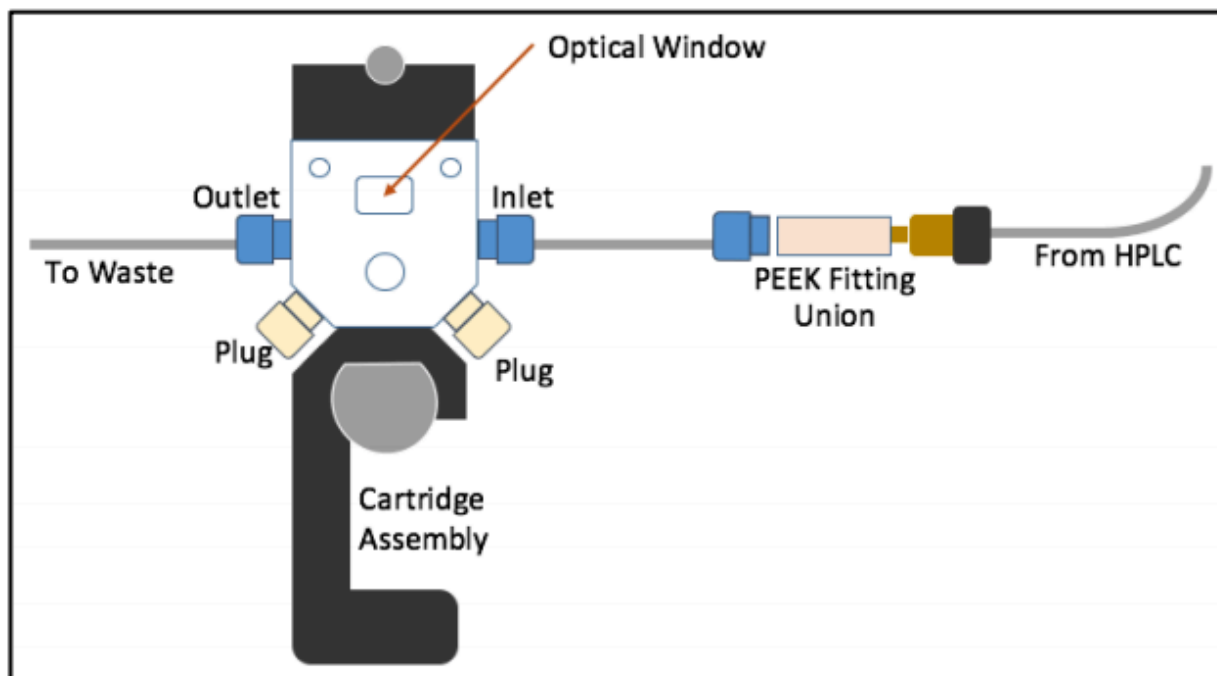 Optical Window
Outlet
Inlet
To Waste
From HPLC
PEEK Fitting
Union
Plug
Plug
Cartridge
Assembly